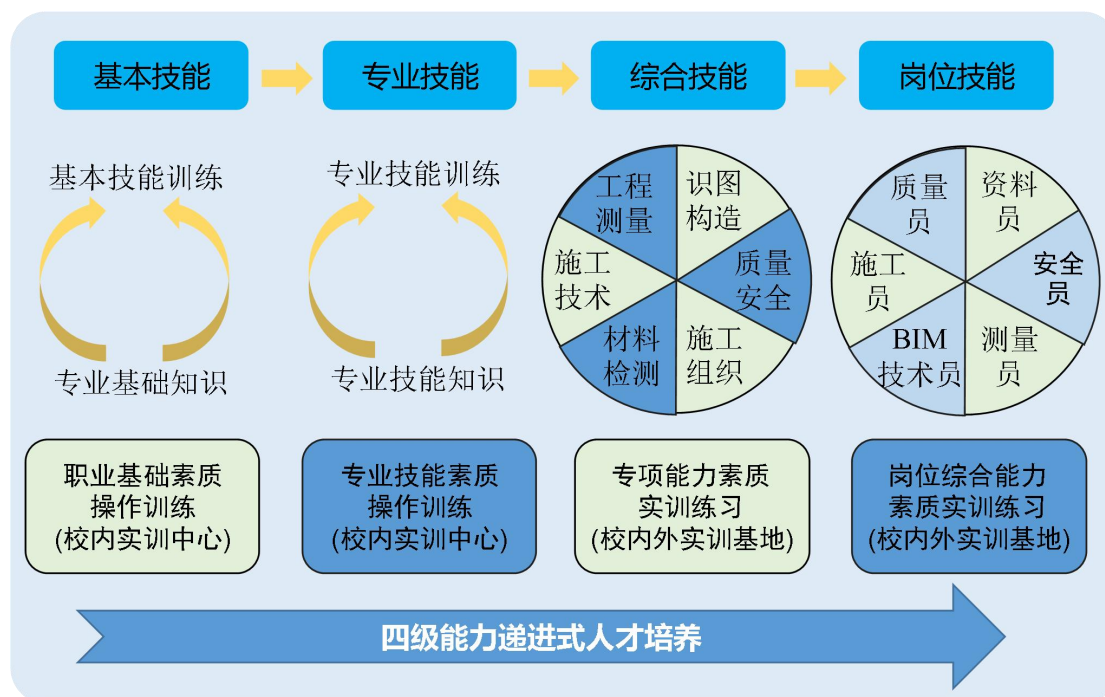 基本技能
专业技能
综合技能
岗位技能
基本技能训练
专业基础知识
专业技能训练
专业技能知识
工程
测量
识图
构造
施工
技术
质量
安全
材料
检测
施工
组织
质量
员
资料
员
施工
员
安全
员
BIM
技术员
测量
员
职业基础素质
操作训练
(校内实训中心)
专业技能素质
操作训练
(校内实训中心)
专项能力素质
实训练习
(校内外实训基地)
岗位综合能力
素质实训练习
(校内外实训基地)
四级能力递进式人才培养